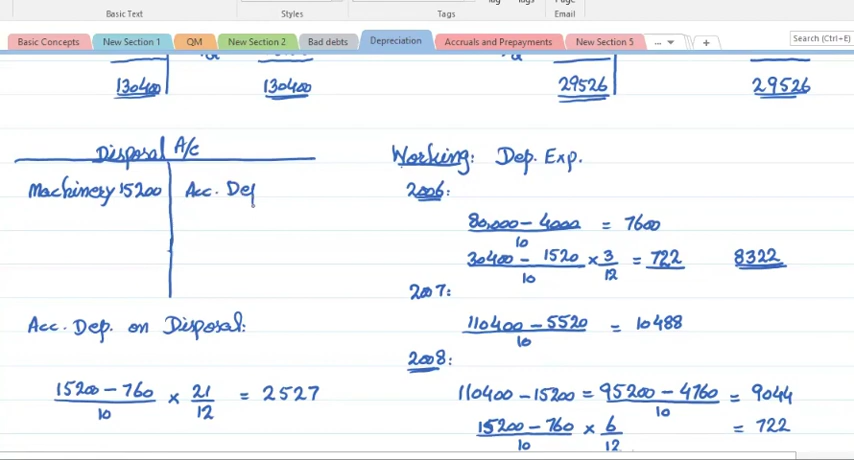 Page
Tag Tags
Basic Text Styles Tags Email
Basic Concepts New Section 1 QM New Section 2 Bad debts Depreciation Accruals and Prepayments New Section 5 ... + Search (Ctrl+E)
130400 130400 29526 29526
Disposal A/c
Machinery 15200 Acc. Dep
Acc. Dep. on Disposal:
15200 - 760 / 10 × 21 / 12 = 2527
Working: Dep. Exp.
2006:
80,000 - 4000 / 10 = 7600
30400 - 1520 / 10 × 3 / 12 = 722 8322
2007:
110400 - 5520 / 10 = 10488
2008:
110400 - 15200 = 95200 - 4760 / 10 = 9044
15200 - 760 / 10 × 6 / 12 = 722